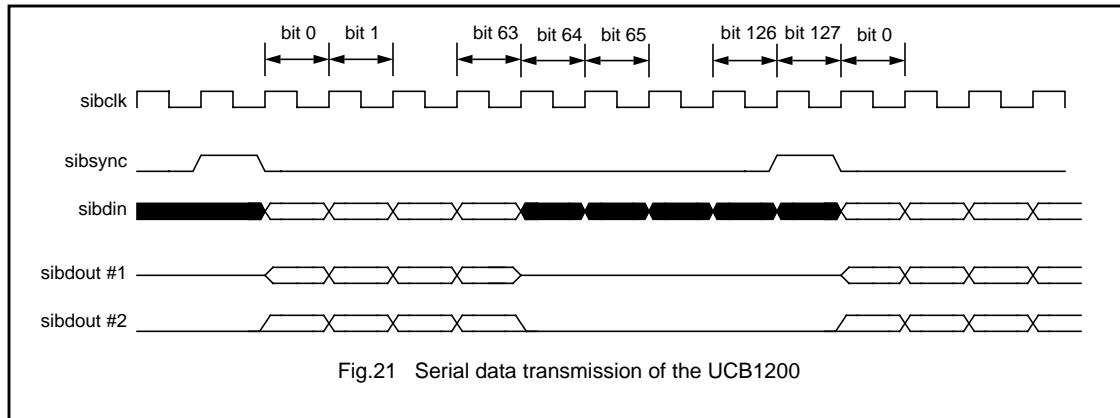 bit 0 bit 1 bit 63 bit 64 bit 65 bit 126 bit 127 bit 0
sibclk
sibsync
sibdin
sibdout #1
sibdout #2
Fig.21 Serial data transmission of the UCB1200